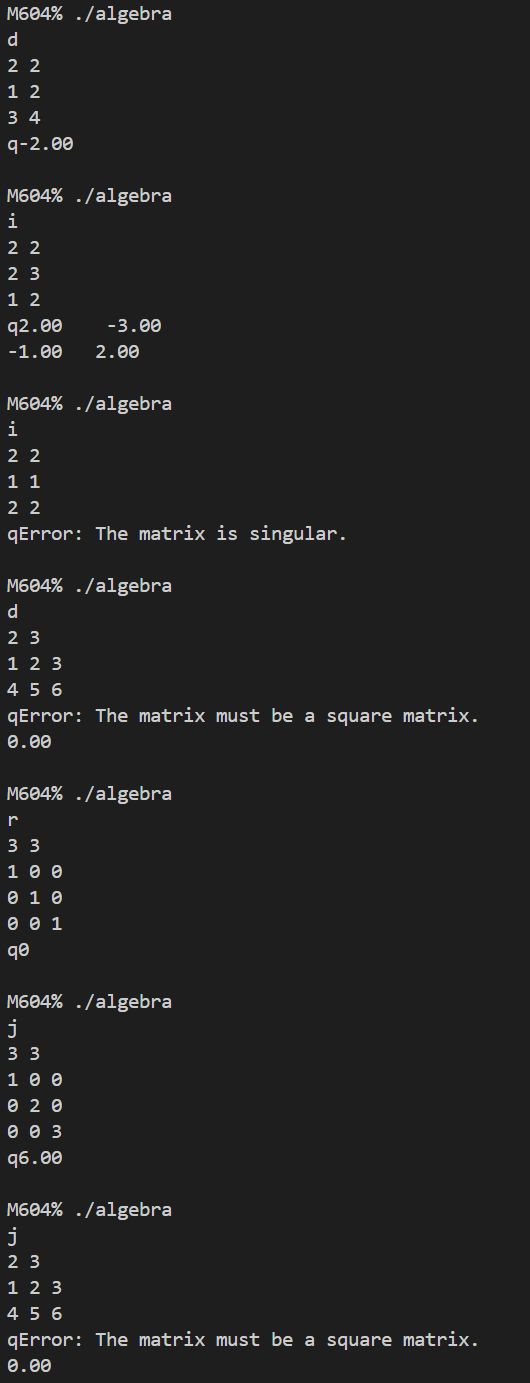 M604% ./algebra
d
2 2
1 2
3 4
q-2.00
M604% ./algebra
i
2 2
2 3
1 2
q2.00    -3.00
-1.00   2.00
M604% ./algebra
i
2 2
1 1
2 2
qError: The matrix is singular.
M604% ./algebra
d
2 3
1 2 3
4 5 6
qError: The matrix must be a square matrix.
0.00
M604% ./algebra
r
3 3
1 0 0
0 1 0
0 0 1
q0
M604% ./algebra
j
3 3
1 0 0
0 2 0
0 0 3
q6.00
M604% ./algebra
j
2 3
1 2 3
4 5 6
qError: The matrix must be a square matrix.
0.00